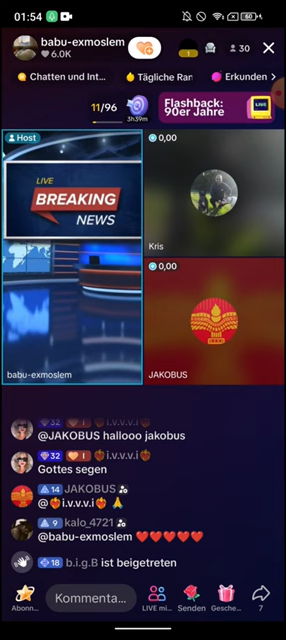 01:54
60
babu-exmoslem
6.0K
1
30
Chatten und Int...
Tägliche Ran
Erkunden
11/96
3h39m
Flashback:
90er Jahre
LIVE
Host
LIVE
BREAKING
NEWS
babu-exmoslem
0,00
Kris
0,00
JAKOBUS
32 i i.v.v.v.i
@JAKOBUS hallooo jakobus
32 i i.v.v.v.i
Gottes segen
14 JAKOBUS
@i.v.v.v.i 🙏
9 kalo_4721
@babu-exmoslem ❤️❤️❤️❤️❤️
18 b.i.g.B ist beigetreten
Abonn...
Kommenta...
LIVE mi...
Senden
Gesche...
7